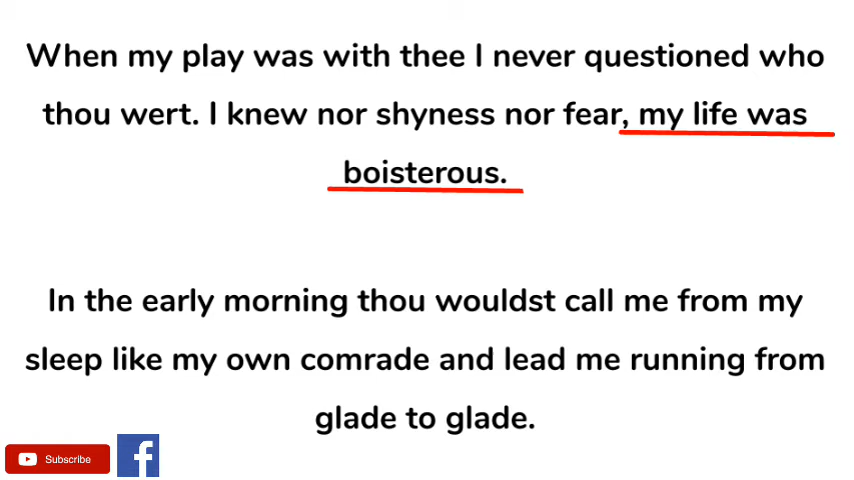 When my play was with thee I never questioned who
thou wert. I knew nor shyness nor fear, my life was
boisterous.
In the early morning thou wouldst call me from my
sleep like my own comrade and lead me running from
glade to glade.
Subscribe
f